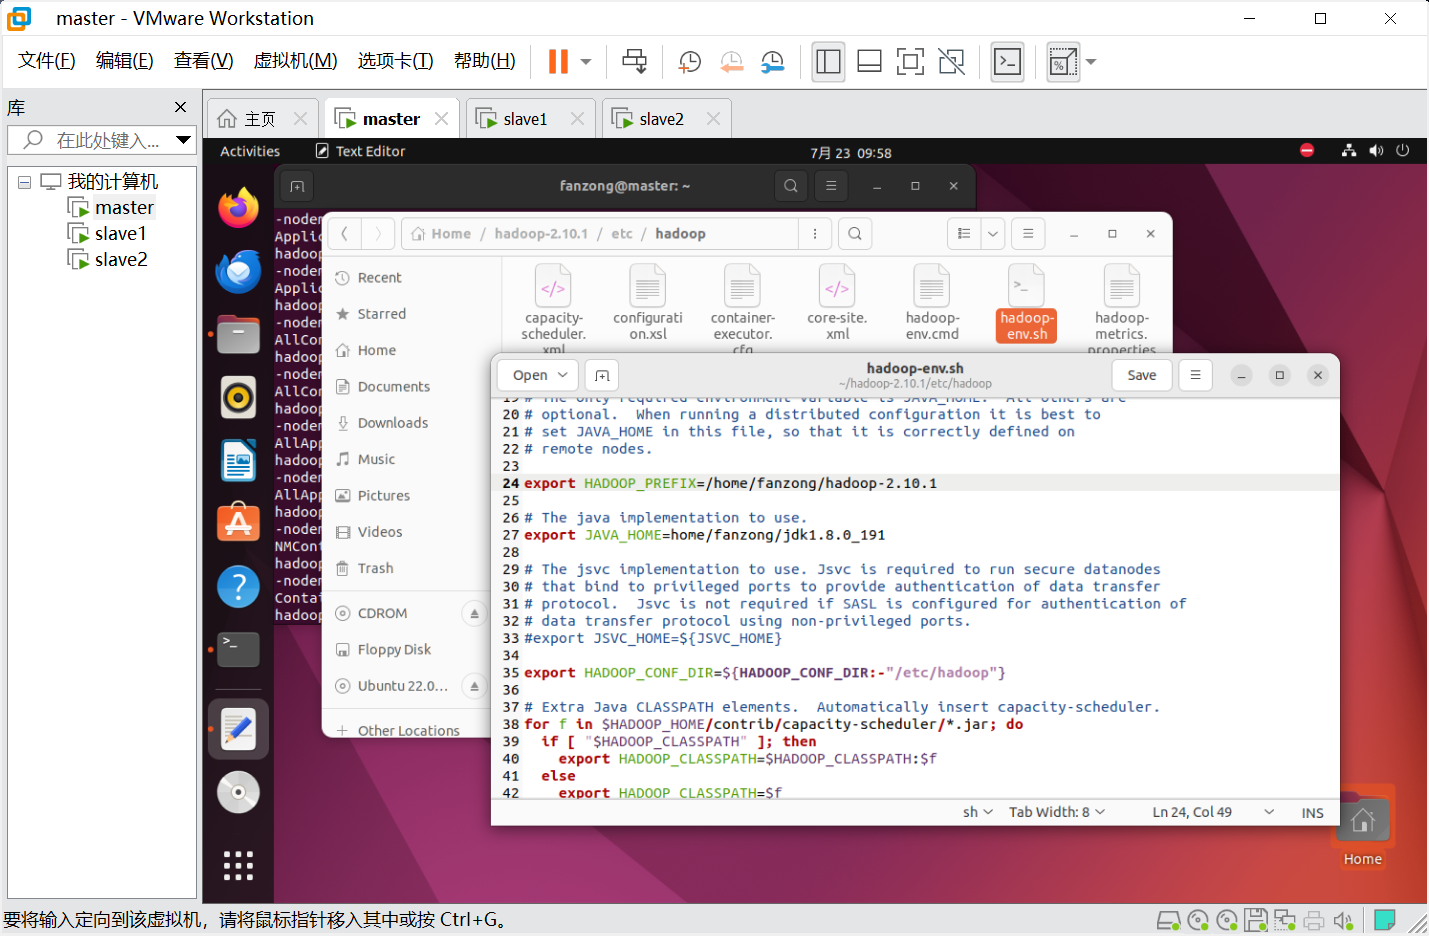 master - VMware Workstation
文件(F) 编辑(E) 查看(V) 虚拟机(M) 选项卡(T) 帮助(H)
库
在此处键入...
我的计算机
master
slave1
slave2
主页 master slave1 slave2
Activities Text Editor 7月 23 09:58
fanzong@master: ~
-nodem
Applic
hadoop
-nodem
Applic
hadoop
-nodem
AllCon
hadoop
-nodem
AllCon
hadoop
-nodem
AllApp
hadoop
-nodem
AllApp
hadoop
-nodem
NMCont
hadoop
-nodem
Contai
hadoop
Home / hadoop-2.10.1 / etc / hadoop
Recent
Starred
Home
Documents
Downloads
Music
Pictures
Videos
Trash
CDROM
Floppy Disk
Ubuntu 22.0...
Other Locations
capacity-scheduler.xml
configuration.xsl
container-executor.cfg
core-site.xml
hadoop-env.cmd
hadoop-env.sh
hadoop-metrics.properties
Open
hadoop-env.sh
~/hadoop-2.10.1/etc/hadoop
Save
19 # The only required environment variable is JAVA_HOME.  All others are
20 # optional.  When running a distributed configuration it is best to
21 # set JAVA_HOME in this file, so that it is correctly defined on
22 # remote nodes.
23
24 export HADOOP_PREFIX=/home/fanzong/hadoop-2.10.1
25
26 # The java implementation to use.
27 export JAVA_HOME=home/fanzong/jdk1.8.0_191
28
29 # The jsvc implementation to use. Jsvc is required to run secure datanodes
30 # that bind to privileged ports to provide authentication of data transfer
31 # protocol.  Jsvc is not required if SASL is configured for authentication of
32 # data transfer protocol using non-privileged ports.
33 #export JSVC_HOME=${JSVC_HOME}
34
35 export HADOOP_CONF_DIR=${HADOOP_CONF_DIR:-"/etc/hadoop"}
36
37 # Extra Java CLASSPATH elements.  Automatically insert capacity-scheduler.
38 for f in $HADOOP_HOME/contrib/capacity-scheduler/*.jar; do
39   if [ "$HADOOP_CLASSPATH" ]; then
40     export HADOOP_CLASSPATH=$HADOOP_CLASSPATH:$f
41   else
42     export HADOOP_CLASSPATH=$f
sh Tab Width: 8 Ln 24, Col 49 INS
Home
要将输入定向到该虚拟机，请将鼠标指针移入其中或按 Ctrl+G。